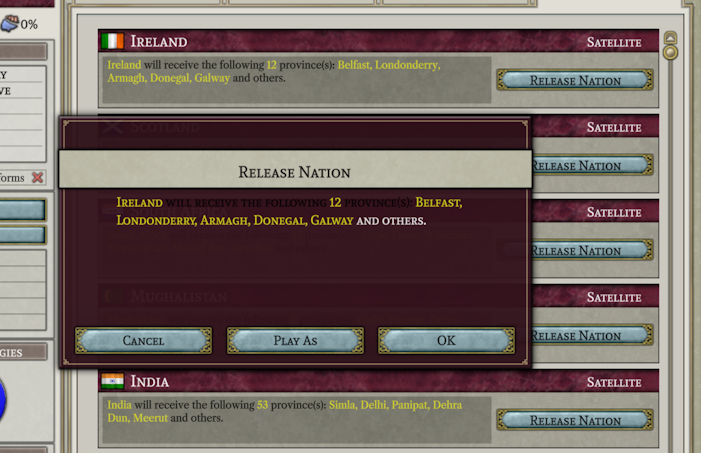 0%
IRELAND
SATELLITE
Ireland will receive the following 12 province(s): Belfast, Londonderry,
Armagh, Donegal, Galway and others.
RELEASE NATION
SCOTLAND
SATELLITE
RELEASE NATION
SATELLITE
RELEASE NATION
MUGHALISTAN
SATELLITE
RELEASE NATION
RELEASE NATION
IRELAND WILL RECEIVE THE FOLLOWING 12 PROVINCE(S): BELFAST,
LONDONDERRY, ARMAGH, DONEGAL, GALWAY AND OTHERS.
CANCEL
PLAY AS
OK
INDIA
SATELLITE
India will receive the following 53 province(s): Simla, Delhi, Panipat, Dehra
Dun, Meerut and others.
RELEASE NATION